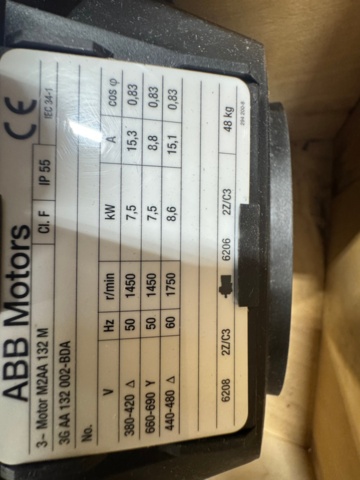 ABB Motors CE
3~ Motor M2AA 132 M Cl. F IP 55 IEC 34-1
3G AA 132 002-BDA
No.
V Hz r/min kW A cos φ
380-420 Δ 50 1450 7,5 15,3 0,83
660-690 Y 50 1450 7,5 8,8 0,83
440-480 Δ 60 1750 8,6 15,1 0,83
6208 2Z/C3 6206 2Z/C3 48 kg